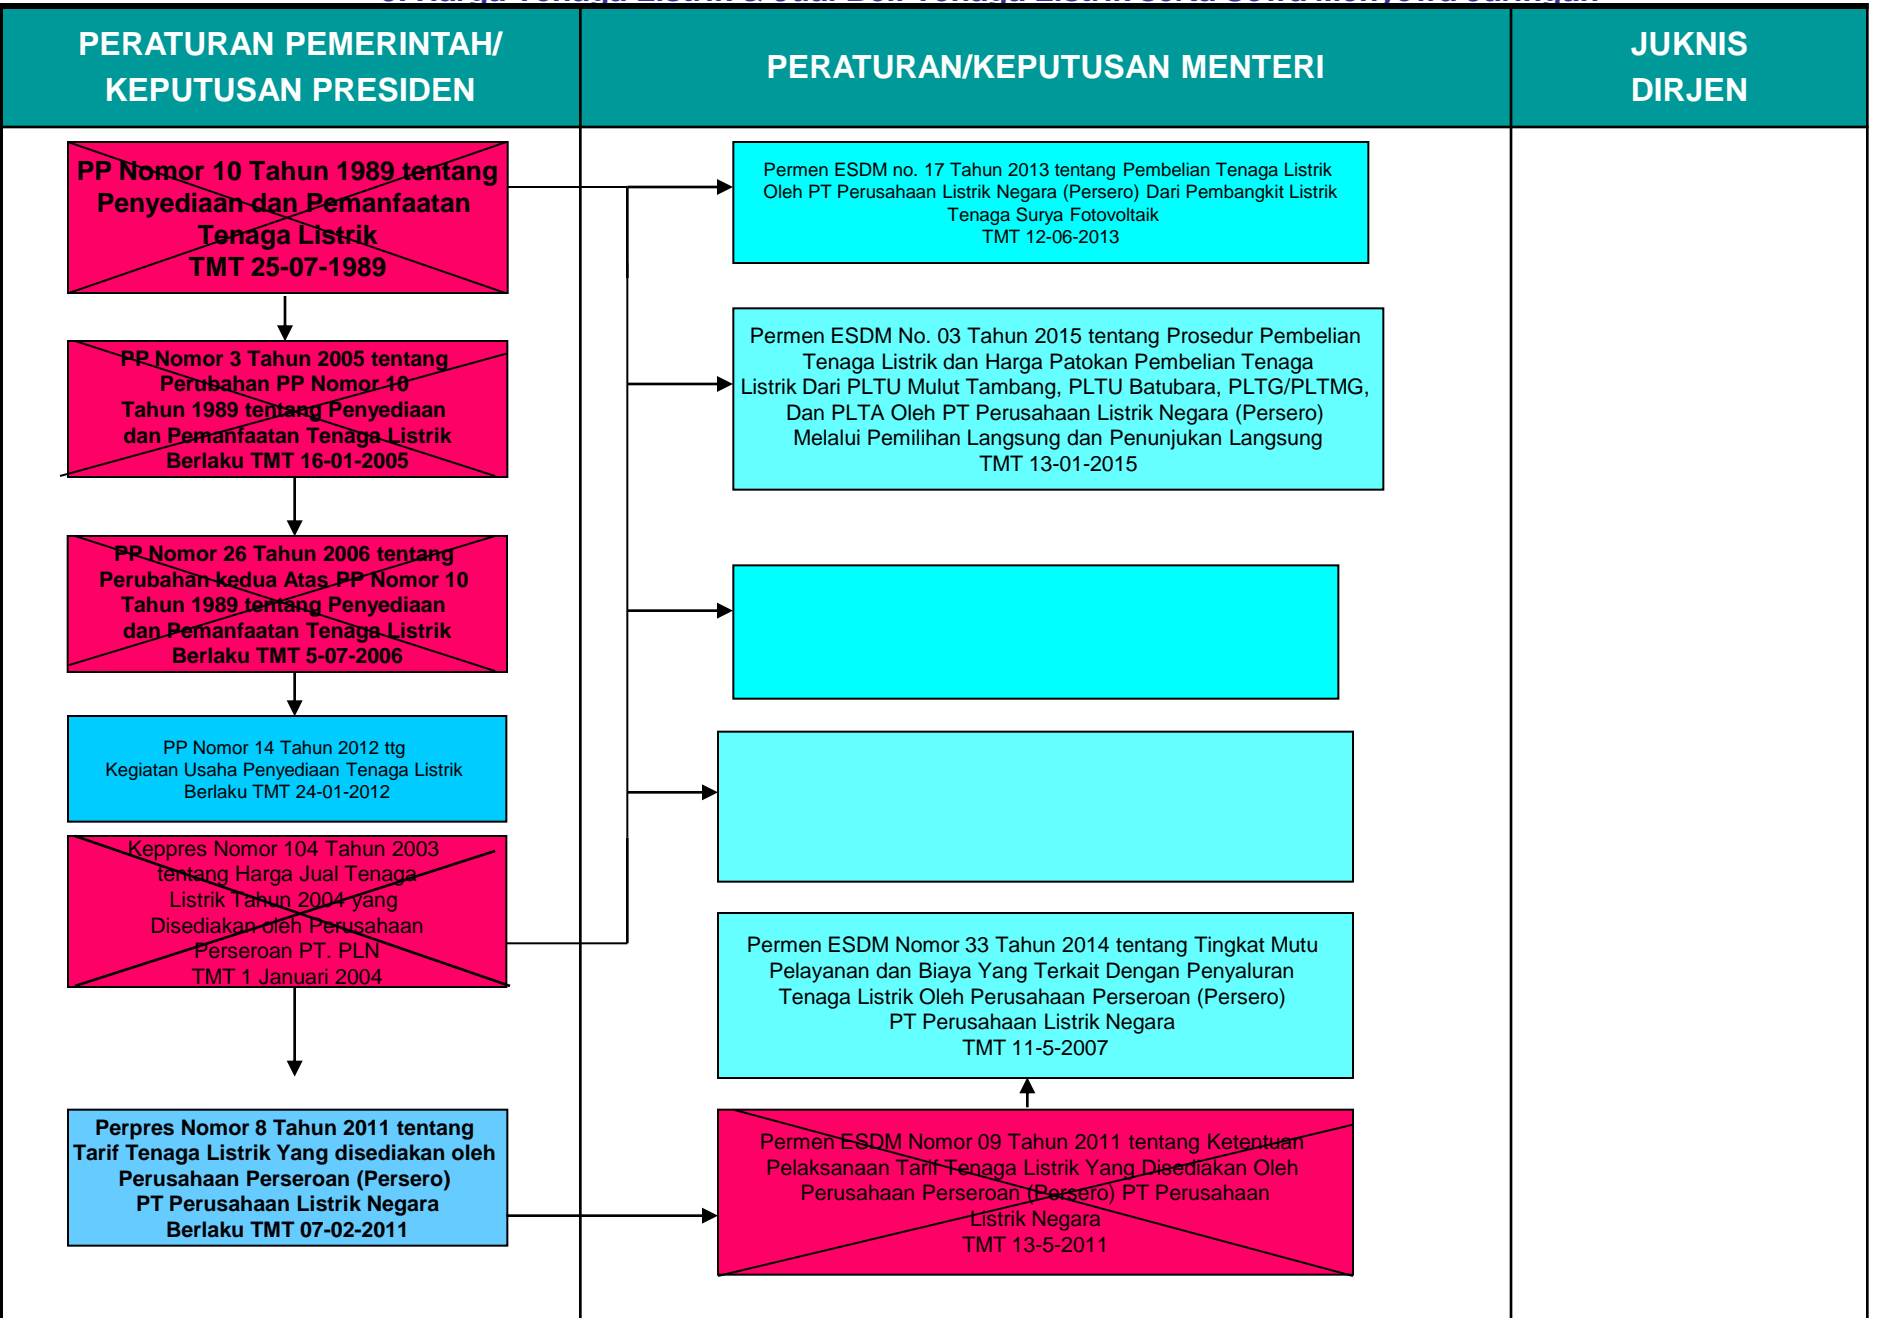 PERATURAN PEMERINTAH/
KEPUTUSAN PRESIDEN
PERATURAN/KEPUTUSAN MENTERI
JUKNIS
DIRJEN
PP Nomor 10 Tahun 1989 tentang
Penyediaan dan Pemanfaatan
Tenaga Listrik
TMT 25-07-1989
PP Nomor 3 Tahun 2005 tentang
Perubahan PP Nomor 10
Tahun 1989 tentang Penyediaan
dan Pemanfaatan Tenaga Listrik
Berlaku TMT 16-01-2005
PP Nomor 26 Tahun 2006 tentang
Perubahan kedua Atas PP Nomor 10
Tahun 1989 tentang Penyediaan
dan Pemanfaatan Tenaga Listrik
Berlaku TMT 5-07-2006
PP Nomor 14 Tahun 2012 ttg
Kegiatan Usaha Penyediaan Tenaga Listrik
Berlaku TMT 24-01-2012
Keppres Nomor 104 Tahun 2003
tentang Harga Jual Tenaga
Listrik Tahun 2004 yang
Disediakan oleh Perusahaan
Perseroan PT. PLN
TMT 1 Januari 2004
Perpres Nomor 8 Tahun 2011 tentang
Tarif Tenaga Listrik Yang disediakan oleh
Perusahaan Perseroan (Persero)
PT Perusahaan Listrik Negara
Berlaku TMT 07-02-2011
Permen ESDM no. 17 Tahun 2013 tentang Pembelian Tenaga Listrik
Oleh PT Perusahaan Listrik Negara (Persero) Dari Pembangkit Listrik
Tenaga Surya Fotovoltaik
TMT 12-06-2013
Permen ESDM No. 03 Tahun 2015 tentang Prosedur Pembelian
Tenaga Listrik dan Harga Patokan Pembelian Tenaga
Listrik Dari PLTU Mulut Tambang, PLTU Batubara, PLTG/PLTMG,
Dan PLTA Oleh PT Perusahaan Listrik Negara (Persero)
Melalui Pemilihan Langsung dan Penunjukan Langsung
TMT 13-01-2015
Permen ESDM Nomor 33 Tahun 2014 tentang Tingkat Mutu
Pelayanan dan Biaya Yang Terkait Dengan Penyaluran
Tenaga Listrik Oleh Perusahaan Perseroan (Persero)
PT Perusahaan Listrik Negara
TMT 11-5-2007
Permen ESDM Nomor 09 Tahun 2011 tentang Ketentuan
Pelaksanaan Tarif Tenaga Listrik Yang Disediakan Oleh
Perusahaan Perseroan (Persero) PT Perusahaan
Listrik Negara
TMT 13-5-2011